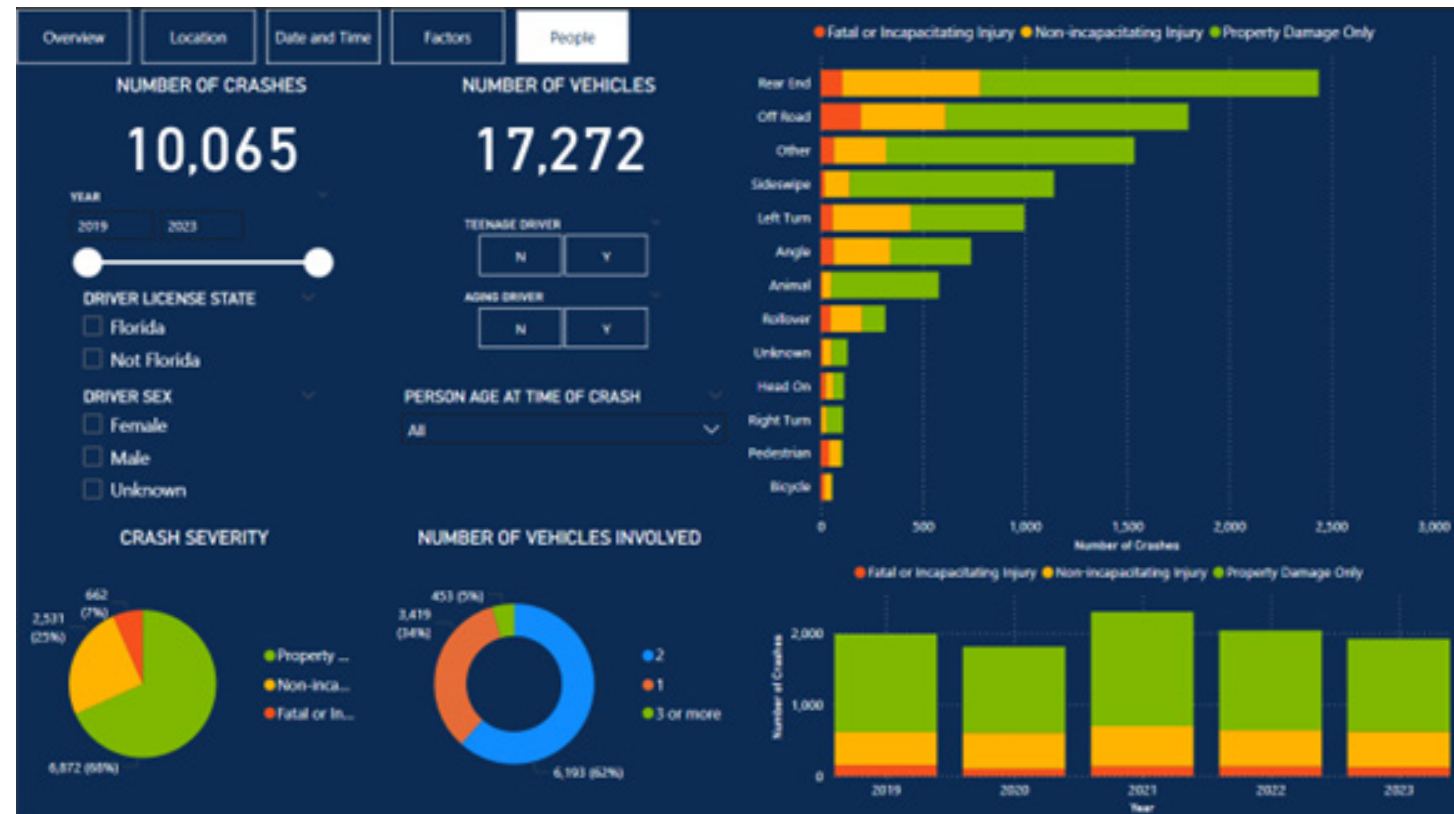 Overview
Location
Date and Time
Factors
People
NUMBER OF CRASHES
10,065
NUMBER OF VEHICLES
17,272
YEAR
2019
2023
TEENAGE DRIVER
N
Y
DRIVER LICENSE STATE
Florida
Not Florida
AGING DRIVER
N
Y
DRIVER SEX
Female
Male
Unknown
PERSON AGE AT TIME OF CRASH
All
CRASH SEVERITY
662
(7%)
2,531
(25%)
6,872 (68%)
Property ...
Non-inca...
Fatal or In...
NUMBER OF VEHICLES INVOLVED
453 (5%)
3,419
(34%)
6,193 (62%)
2
1
3 or more
Fatal or Incapacitating Injury Non-incapacitating Injury Property Damage Only
Rear End
Off Road
Other
Sideswipe
Left Turn
Angle
Animal
Rollover
Unknown
Head On
Right Turn
Pedestrian
Bicycle
0 500 1,000 1,500 2,000 2,500 3,000
Number of Crashes
Fatal or Incapacitating Injury Non-incapacitating Injury Property Damage Only
Number of Crashes
2,000
1,000
0
2019 2020 2021 2022 2023
Year